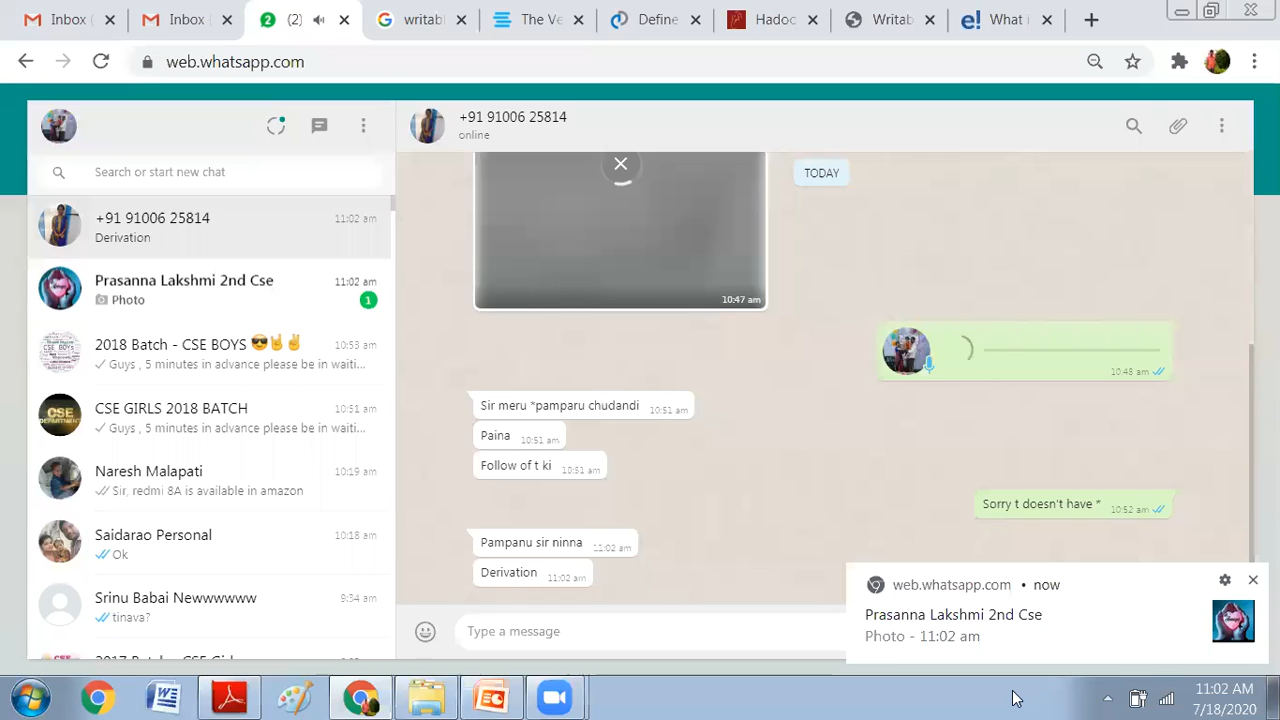 Inbox (
Inbox (
2
(2)
writab
The Ve
Define
Hadoc
Writab
e!
What
web.whatsapp.com
+91 91006 25814
online
Search or start new chat
+91 91006 25814
11:02 am
Derivation
Prasanna Lakshmi 2nd Cse
11:02 am
Photo
1
2018 Batch - CSE BOYS 😎🤘✌
10:53 am
Guys , 5 minutes in advance please be in waiti...
CSE
DEPARTMENT
CSE GIRLS 2018 BATCH
10:51 am
Guys , 5 minutes in advance please be in waiti...
Naresh Malapati
10:19 am
Sir, redmi 8A is available in amazon
Saidarao Personal
10:18 am
Ok
Srinu Babai Newwwwww
9:34 am
tinava?
TODAY
10:47 am
10:48 am
Sir meru *pamparu chudandi
10:51 am
Paina
10:51 am
Follow of t ki
10:51 am
Sorry t doesn't have *
10:52 am
Pampanu sir ninna
11:02 am
Derivation
11:02 am
Type a message
web.whatsapp.com • now
Prasanna Lakshmi 2nd Cse
Photo - 11:02 am
11:02 AM
7/18/2020